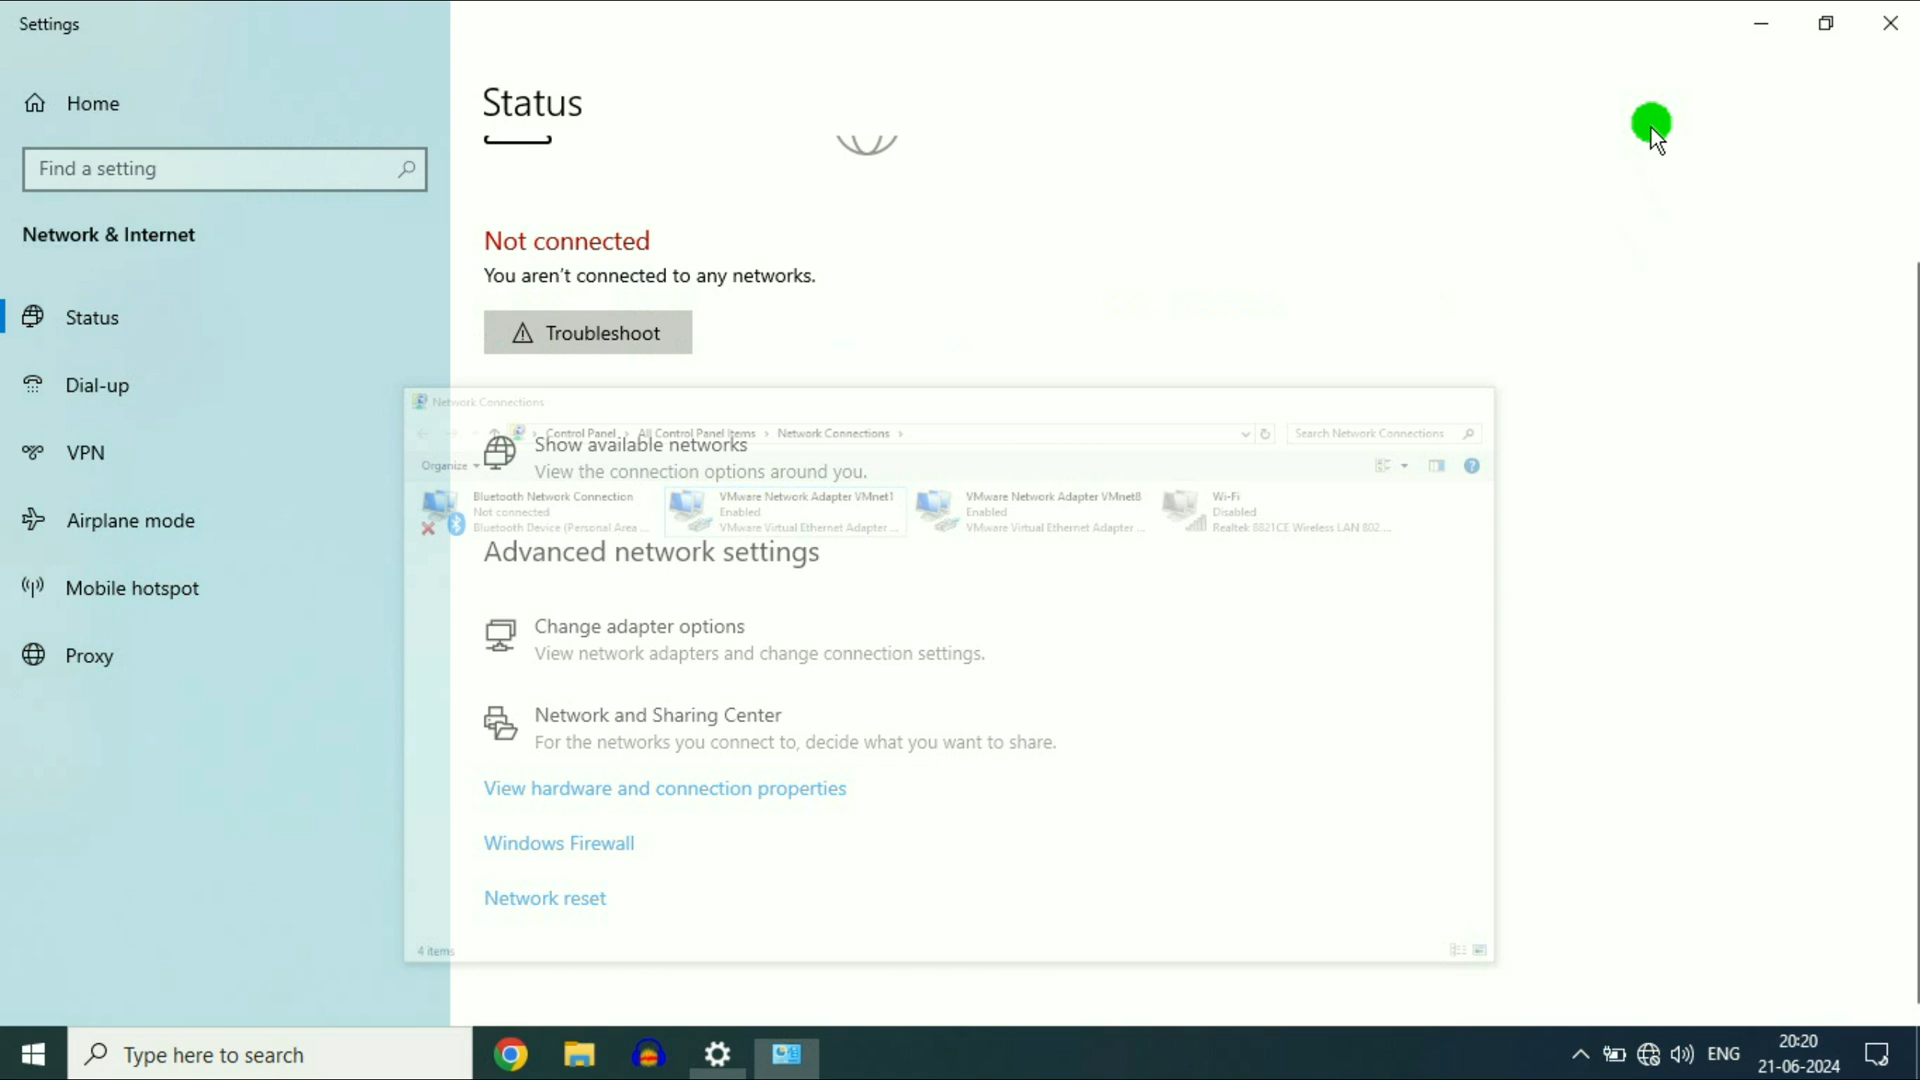 Settings
Home
Find a setting
Network & Internet
Status
Dial-up
VPN
Airplane mode
Mobile hotspot
Proxy
Status
Not connected
You aren't connected to any networks.
Troubleshoot
Network Connections
Control Panel › All Control Panel Items › Network Connections ›
Search Network Connections
Show available networks
View the connection options around you.
Organize
Bluetooth Network Connection
Not connected
Bluetooth Device (Personal Area ...
VMware Network Adapter VMnet1
Enabled
VMware Virtual Ethernet Adapter ...
VMware Network Adapter VMnet8
Enabled
VMware Virtual Ethernet Adapter ...
Wi-Fi
Disabled
Realtek 8821CE Wireless LAN 802....
Advanced network settings
Change adapter options
View network adapters and change connection settings.
Network and Sharing Center
For the networks you connect to, decide what you want to share.
View hardware and connection properties
Windows Firewall
Network reset
4 items
Type here to search
ENG
20:20
21-06-2024